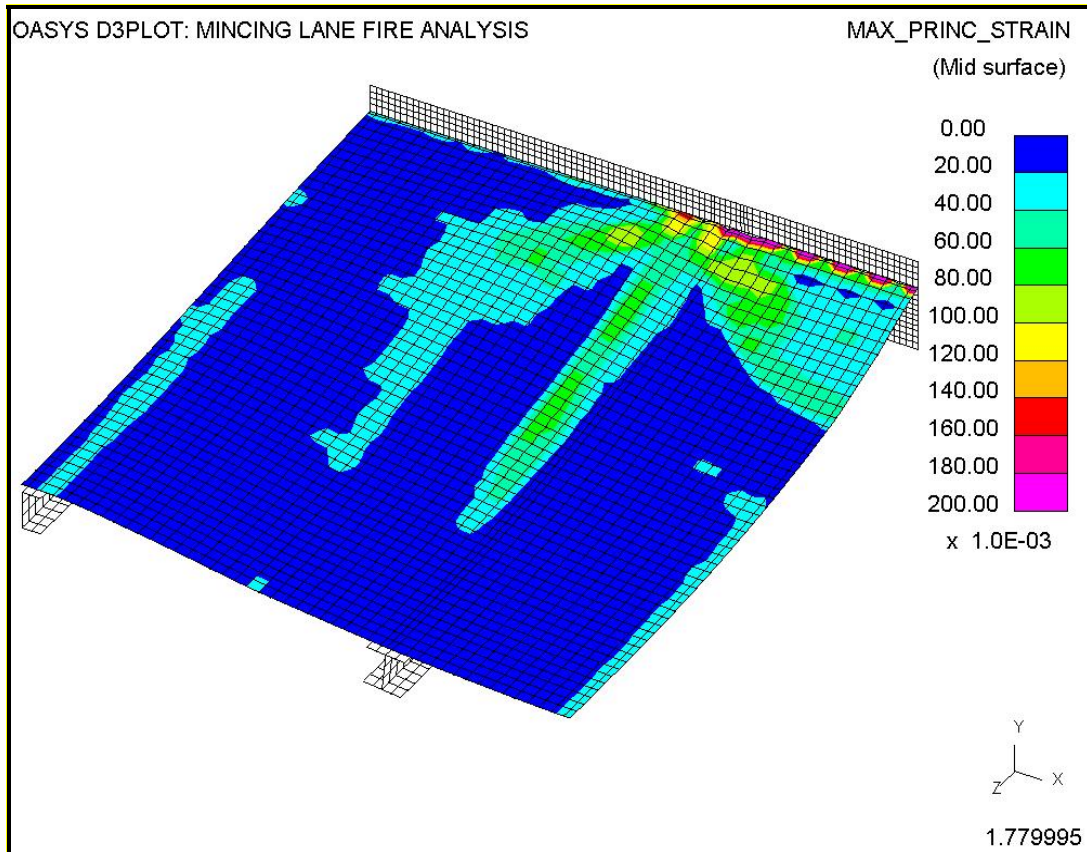 OASYS D3PLOT: MINCING LANE FIRE ANALYSIS
MAX_PRINC_STRAIN
(Mid surface)
0.00
20.00
40.00
60.00
80.00
100.00
120.00
140.00
160.00
180.00
200.00
x 1.0E-03
Y
X
Z
1.779995